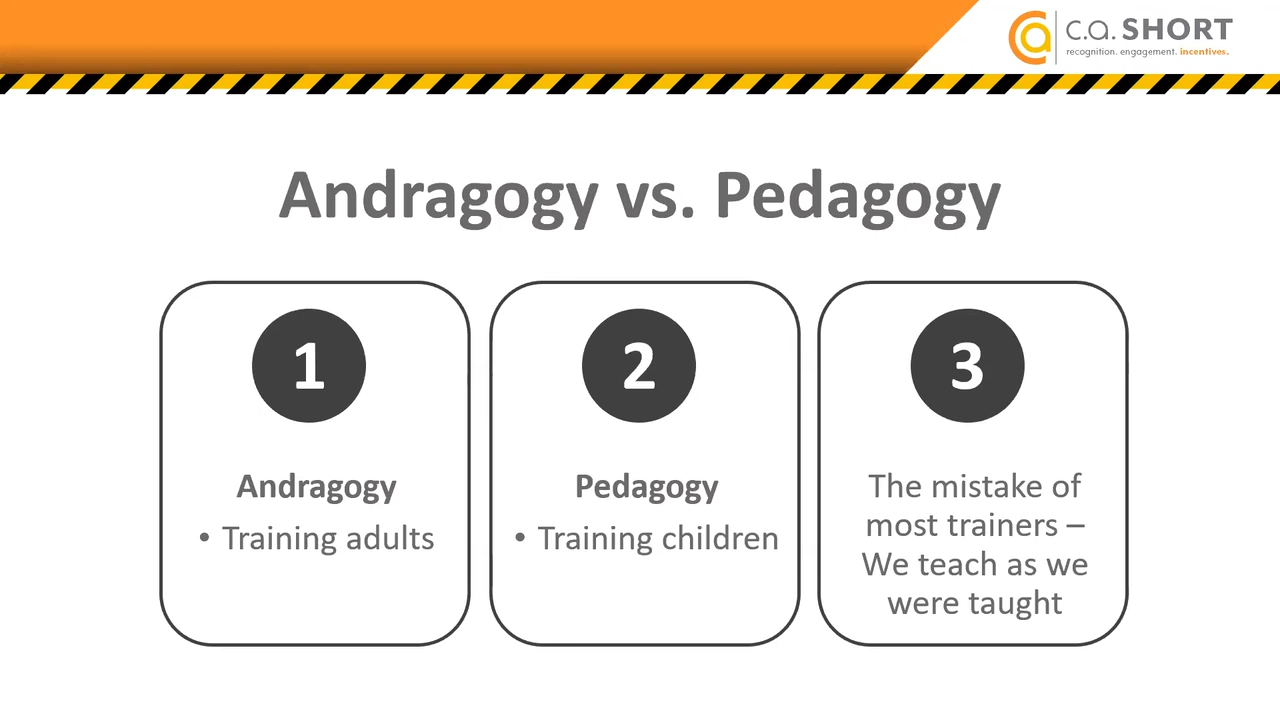 c.a. SHORT
recognition. engagement. incentives.
Andragogy vs. Pedagogy
1
Andragogy
• Training adults
2
Pedagogy
• Training children
3
The mistake of
most trainers –
We teach as we
were taught